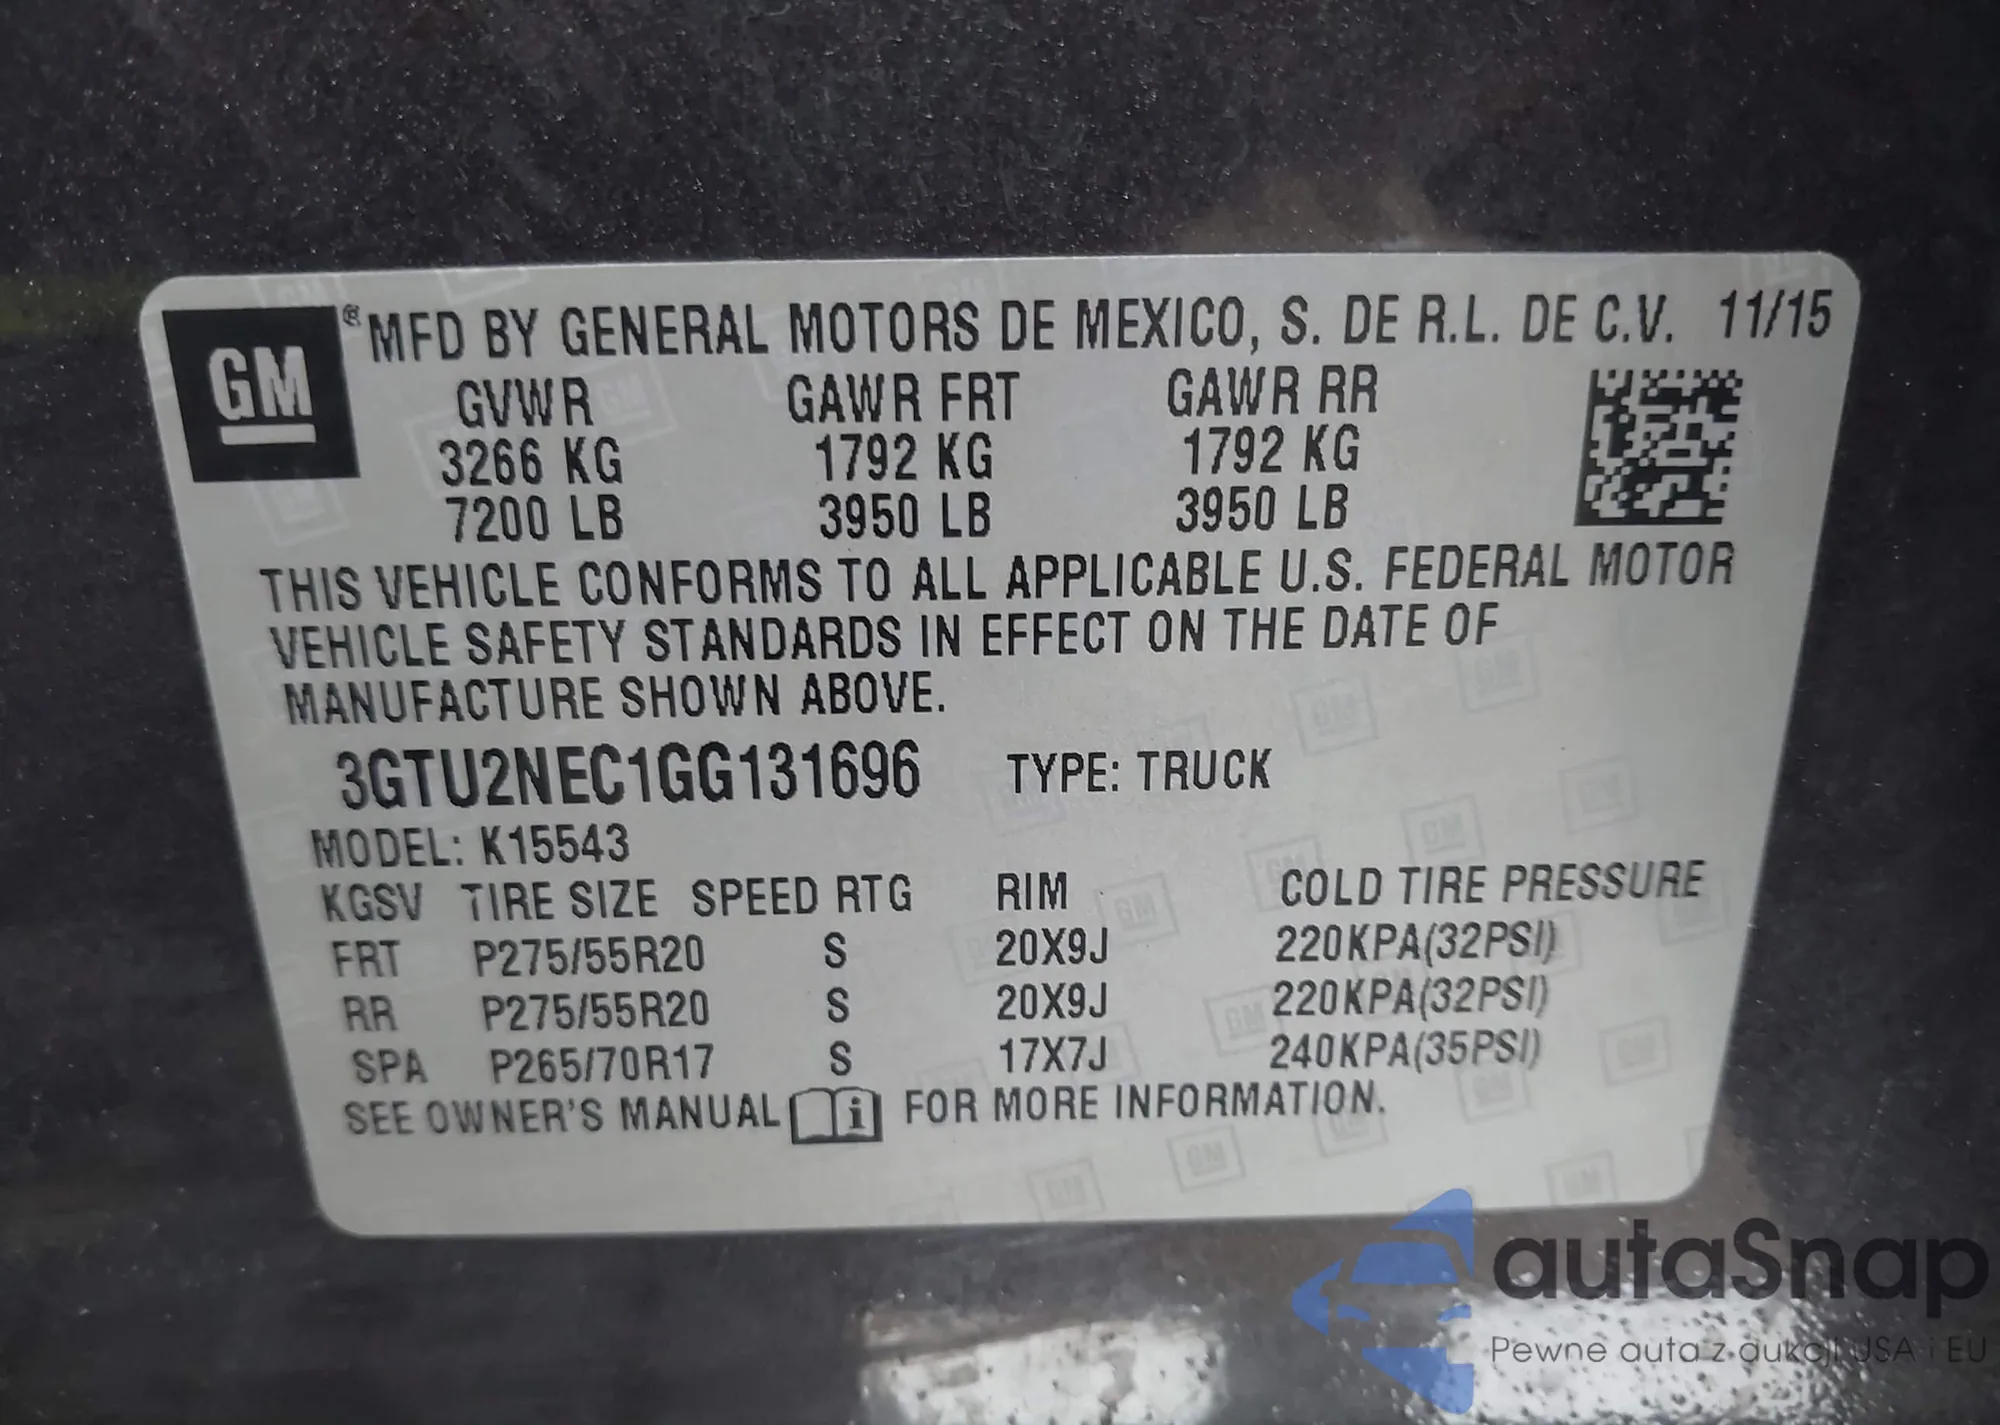 GM ® MFD BY GENERAL MOTORS DE MEXICO, S. DE R.L. DE C.V. 11/15
GVWR GAWR FRT GAWR RR
3266 KG 1792 KG 1792 KG
7200 LB 3950 LB 3950 LB
THIS VEHICLE CONFORMS TO ALL APPLICABLE U.S. FEDERAL MOTOR
VEHICLE SAFETY STANDARDS IN EFFECT ON THE DATE OF
MANUFACTURE SHOWN ABOVE.
3GTU2NEC1GG131696 TYPE: TRUCK
MODEL: K15543
KGSV TIRE SIZE SPEED RTG RIM COLD TIRE PRESSURE
FRT P275/55R20 S 20X9J 220KPA(32PSI)
RR P275/55R20 S 20X9J 220KPA(32PSI)
SPA P265/70R17 S 17X7J 240KPA(35PSI)
SEE OWNER'S MANUAL i FOR MORE INFORMATION.
autaSnap
Pewne auta z aukcji USA i EU